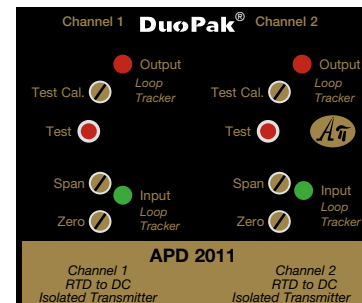 Channel 1 DuoPak® Channel 2
Output Output
Test Cal. Loop Tracker Test Cal. Loop Tracker
Test Test Aπ
Span Span
Input Input
Loop Tracker Loop Tracker
Zero Zero
APD 2011
Channel 1 Channel 2
RTD to DC RTD to DC
Isolated Transmitter Isolated Transmitter